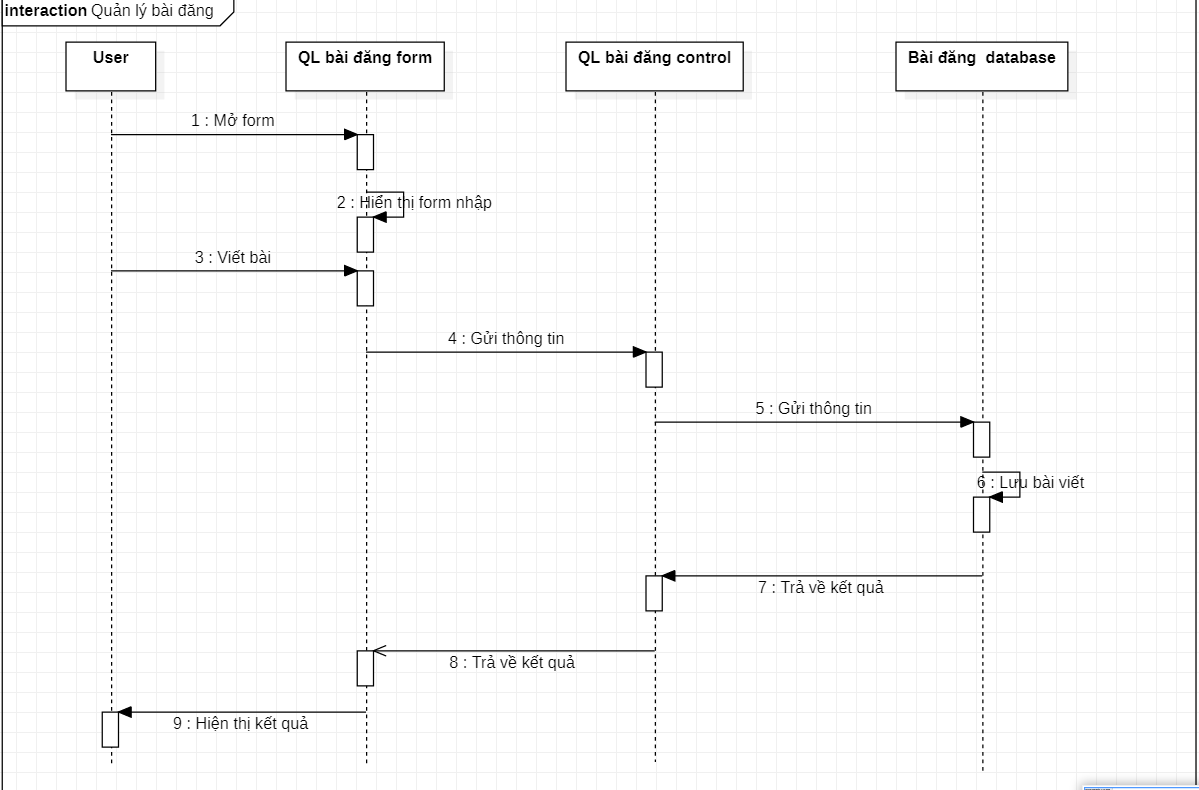 interaction Quản lý bài đăng
User
QL bài đăng form
QL bài đăng control
Bài đăng database
1 : Mở form
2 : Hiển thị form nhập
3 : Viết bài
4 : Gửi thông tin
5 : Gửi thông tin
6 : Lưu bài viết
7 : Trả về kết quả
8 : Trả về kết quả
9 : Hiện thị kết quả